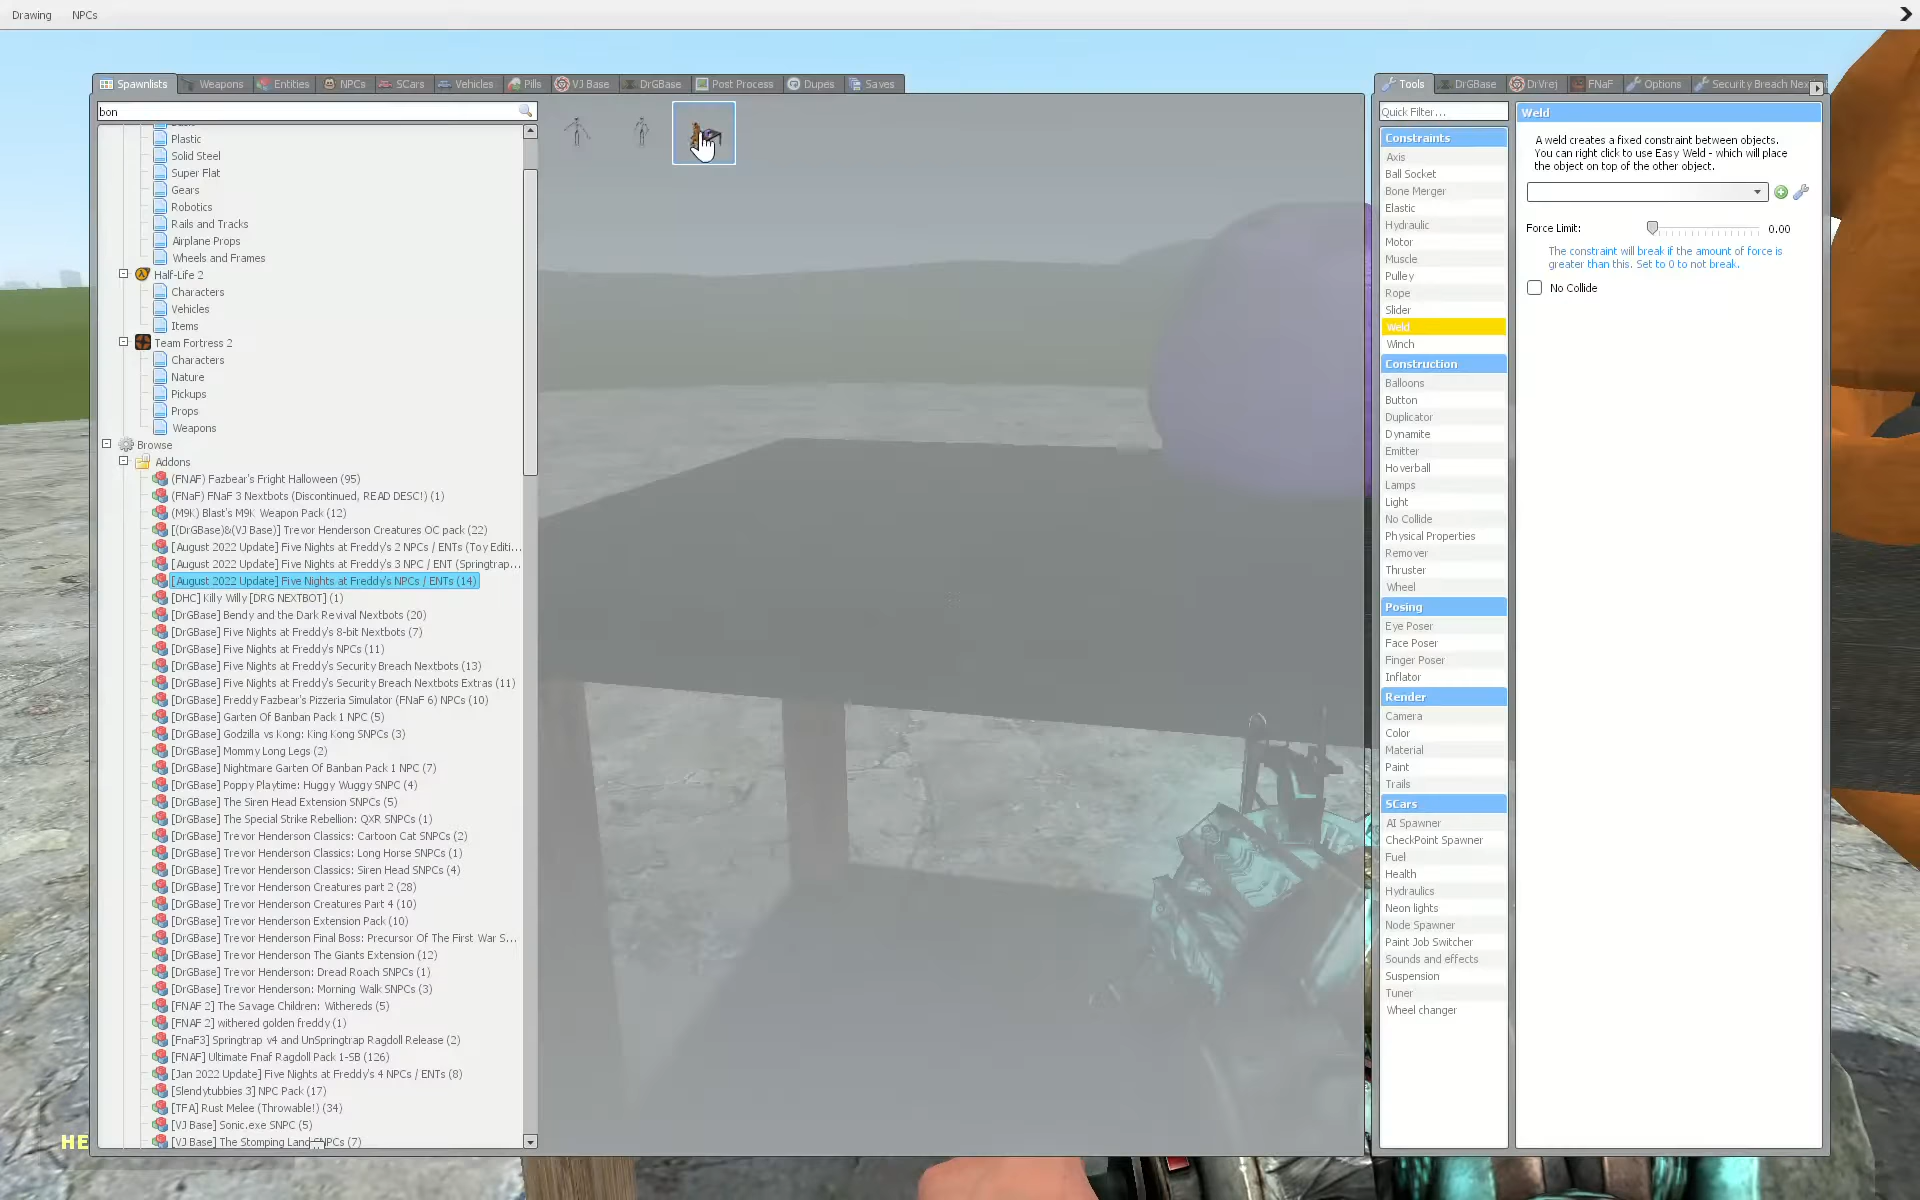 Drawing NPCs
Spawnlists Weapons Entities NPCs SCars Vehicles Pills VJ Base DrGBase Post Process Dupes Saves
bon
Plastic
Solid Steel
Super Flat
Gears
Robotics
Rails and Tracks
Airplane Props
Wheels and Frames
Half-Life 2
Characters
Vehicles
Items
Team Fortress 2
Characters
Nature
Pickups
Props
Weapons
Browse
Addons
(FNAF) Fazbear's Fright Halloween (95)
(FNaF) FNaF 3 Nextbots (Discontinued, READ DESC!) (1)
(M9K) Blast's M9K Weapon Pack (12)
[(DrGBase)&(VJ Base)] Trevor Henderson Creatures OC pack (22)
[August 2022 Update] Five Nights at Freddy's 2 NPCs / ENTs (Toy Editi...
[August 2022 Update] Five Nights at Freddy's 3 NPC / ENT (Springtrap...
[August 2022 Update] Five Nights at Freddy's NPCs / ENTs (14)
[DHC] Killy Willy [DRG NEXTBOT] (1)
[DrGBase] Bendy and the Dark Revival Nextbots (20)
[DrGBase] Five Nights at Freddy's 8-bit Nextbots (7)
[DrGBase] Five Nights at Freddy's NPCs (11)
[DrGBase] Five Nights at Freddy's Security Breach Nextbots (13)
[DrGBase] Five Nights at Freddy's Security Breach Nextbots Extras (11)
[DrGBase] Freddy Fazbear's Pizzeria Simulator (FNaF 6) NPCs (10)
[DrGBase] Garten Of Banban Pack 1 NPC (5)
[DrGBase] Godzilla vs Kong: King Kong SNPCs (3)
[DrGBase] Mommy Long Legs (2)
[DrGBase] Nightmare Garten Of Banban Pack 1 NPC (7)
[DrGBase] Poppy Playtime: Huggy Wuggy SNPC (4)
[DrGBase] The Siren Head Extension SNPCs (5)
[DrGBase] The Special Strike Rebellion: QXR SNPCs (1)
[DrGBase] Trevor Henderson Classics: Cartoon Cat SNPCs (2)
[DrGBase] Trevor Henderson Classics: Long Horse SNPCs (1)
[DrGBase] Trevor Henderson Classics: Siren Head SNPCs (4)
[DrGBase] Trevor Henderson Creatures part 2 (28)
[DrGBase] Trevor Henderson Creatures Part 4 (10)
[DrGBase] Trevor Henderson Extension Pack (10)
[DrGBase] Trevor Henderson Final Boss: Precursor Of The First War S...
[DrGBase] Trevor Henderson The Giants Extension (12)
[DrGBase] Trevor Henderson: Dread Roach SNPCs (1)
[DrGBase] Trevor Henderson: Morning Walk SNPCs (3)
[FNAF 2] The Savage Children: Withereds (5)
[FNAF 2] withered golden freddy (1)
[FnaF3] Springtrap v4 and UnSpringtrap Ragdoll Release (2)
[FNAF] Ultimate Fnaf Ragdoll Pack 1-SB (126)
[Jan 2022 Update] Five Nights at Freddy's 4 NPCs / ENTs (8)
[Slendytubbies 3] NPC Pack (17)
[TFA] Rust Melee (Throwable!) (34)
[VJ Base] Sonic.exe SNPC (5)
[VJ Base] The Stomping Land SNPCs (7)
HE
Tools DrGBase DrVrej FNaF Options Security Breach Nex
Quick Filter...
Constraints
Axis
Ball Socket
Bone Merger
Elastic
Hydraulic
Motor
Muscle
Pulley
Rope
Slider
Weld
Winch
Construction
Balloons
Button
Duplicator
Dynamite
Emitter
Hoverball
Lamps
Light
No Collide
Physical Properties
Remover
Thruster
Wheel
Posing
Eye Poser
Face Poser
Finger Poser
Inflator
Render
Camera
Color
Material
Paint
Trails
SCars
AI Spawner
CheckPoint Spawner
Fuel
Health
Hydraulics
Neon lights
Node Spawner
Paint Job Switcher
Sounds and effects
Suspension
Tuner
Wheel changer
Weld
A weld creates a fixed constraint between objects.
You can right click to use Easy Weld - which will place
the object on top of the other object.
Force Limit: 0.00
The constraint will break if the amount of force is
greater than this. Set to 0 to not break.
No Collide